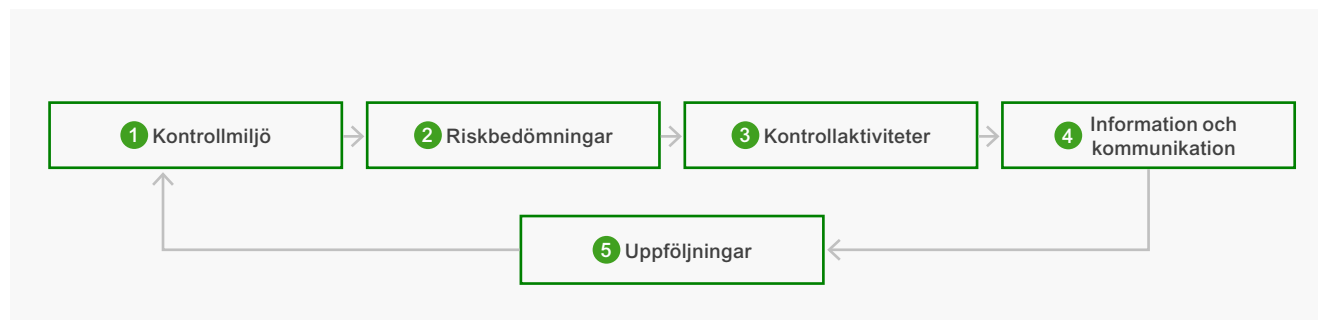 1 Kontrollmiljö
2 Riskbedömningar
3 Kontrollaktiviteter
4 Information och
kommunikation
5 Uppföljningar